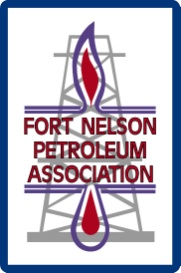 FORT NELSON
PETROLEUM
ASSOCIATION